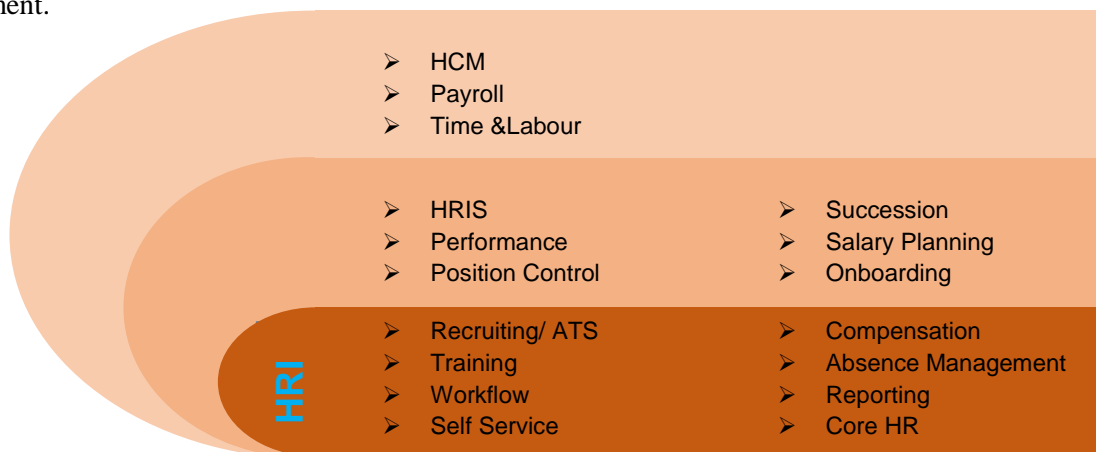 ment.
➢ HCM
➢ Payroll
➢ Time &Labour
➢ HRIS
➢ Performance
➢ Position Control
➢ Succession
➢ Salary Planning
➢ Onboarding
HRI
➢ Recruiting/ ATS
➢ Training
➢ Workflow
➢ Self Service
➢ Compensation
➢ Absence Management
➢ Reporting
➢ Core HR